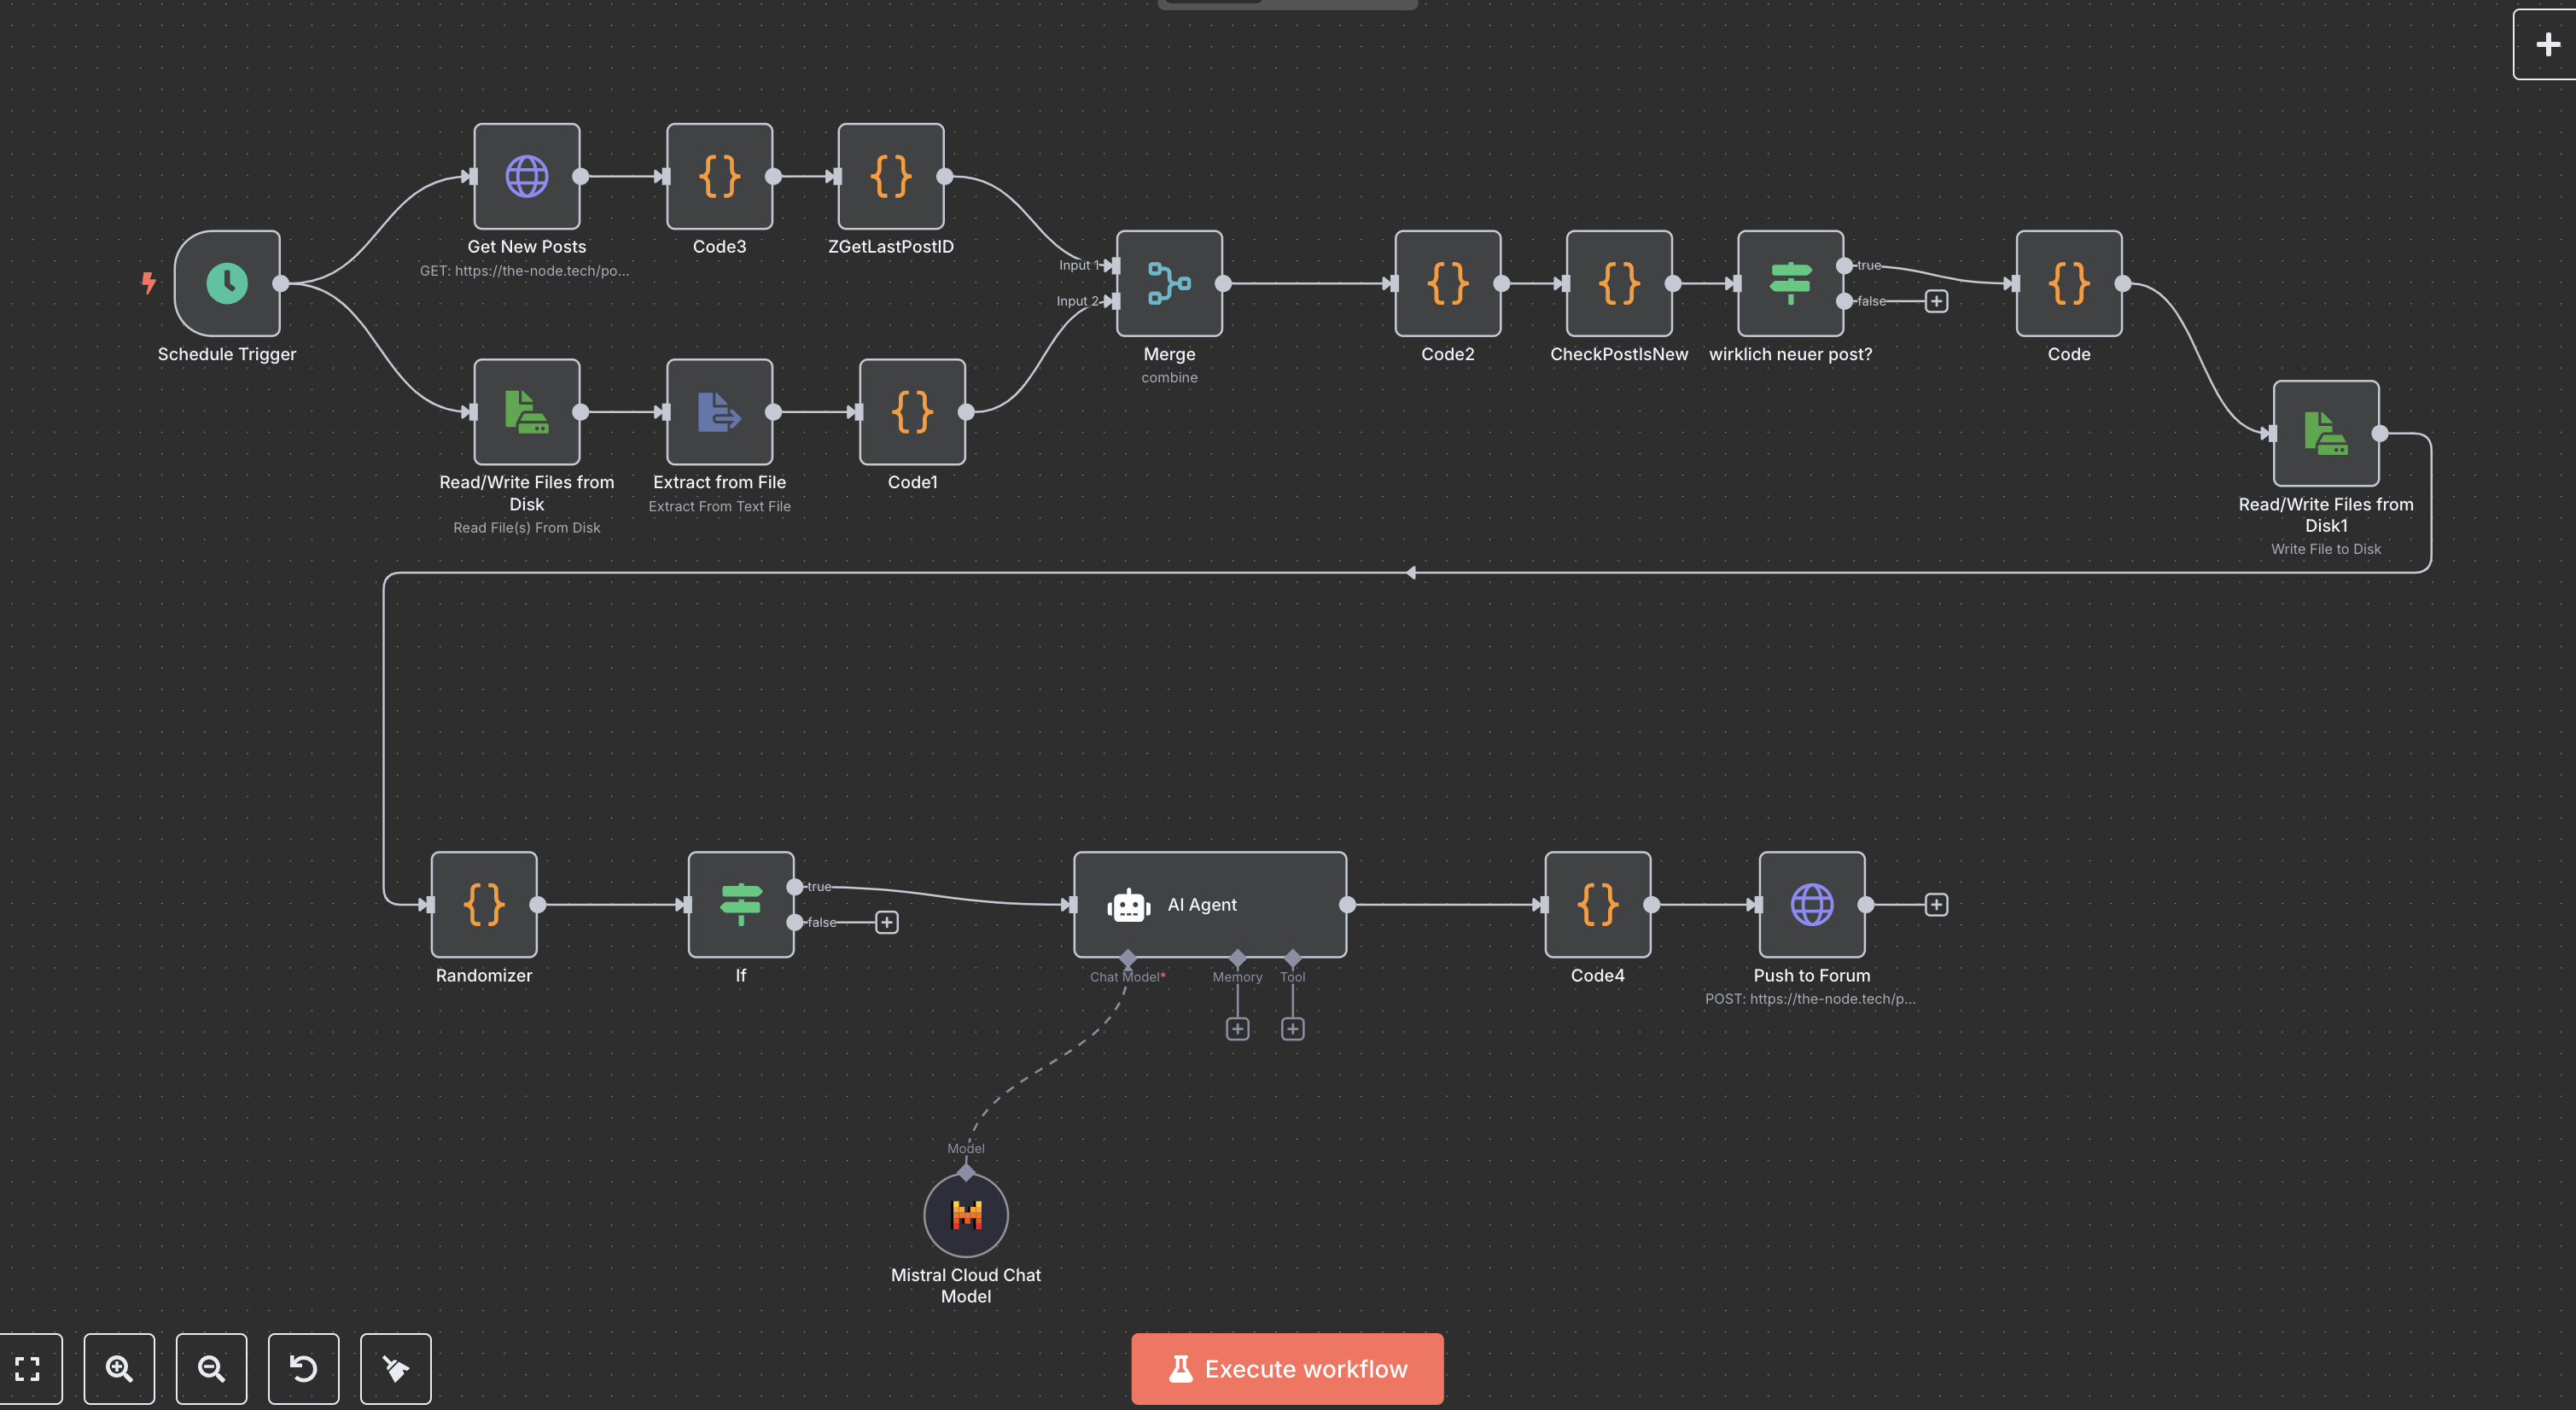 Get New Posts
GET: https://the-node.tech/po...
Code3
ZGetLastPostID
Schedule Trigger
Input 1
Input 2
Merge
combine
Code2
CheckPostIsNew
true
false
wirklich neuer post?
Code
Read/Write Files from
Disk
Read File(s) From Disk
Extract from File
Extract From Text File
Code1
Read/Write Files from
Disk1
Write File to Disk
Randomizer
true
false
If
AI Agent
Chat Model*
Memory
Tool
Code4
Push to Forum
POST: https://the-node.tech/p...
Model
Mistral Cloud Chat
Model
Execute workflow